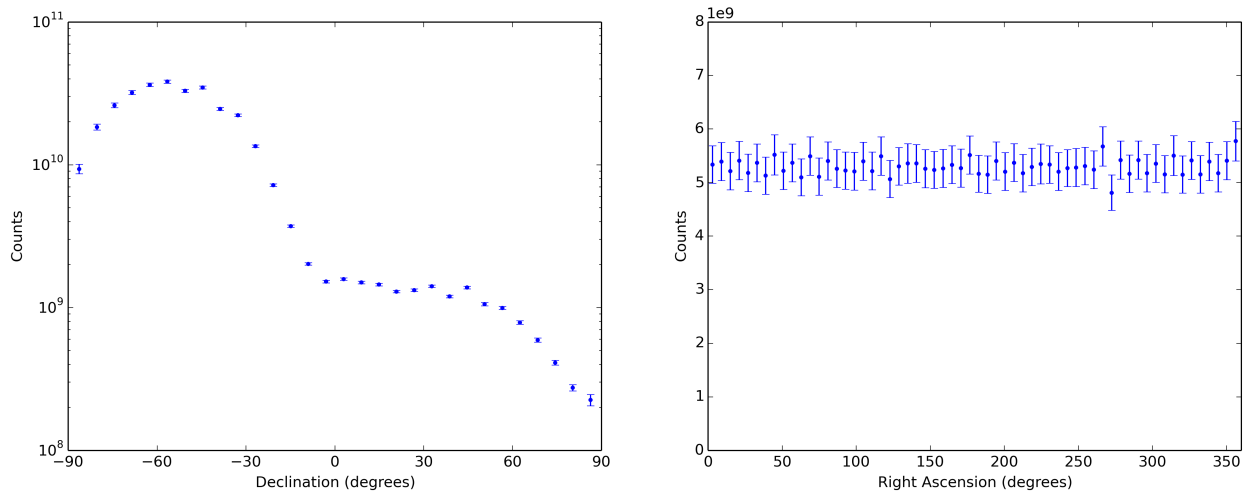 10^11
10^10
10^9
10^8
Counts
−90 −60 −30 0 30 60 90
Declination (degrees)
1e9
8
7
6
5
4
3
2
1
0
Counts
0 50 100 150 200 250 300 350
Right Ascension (degrees)